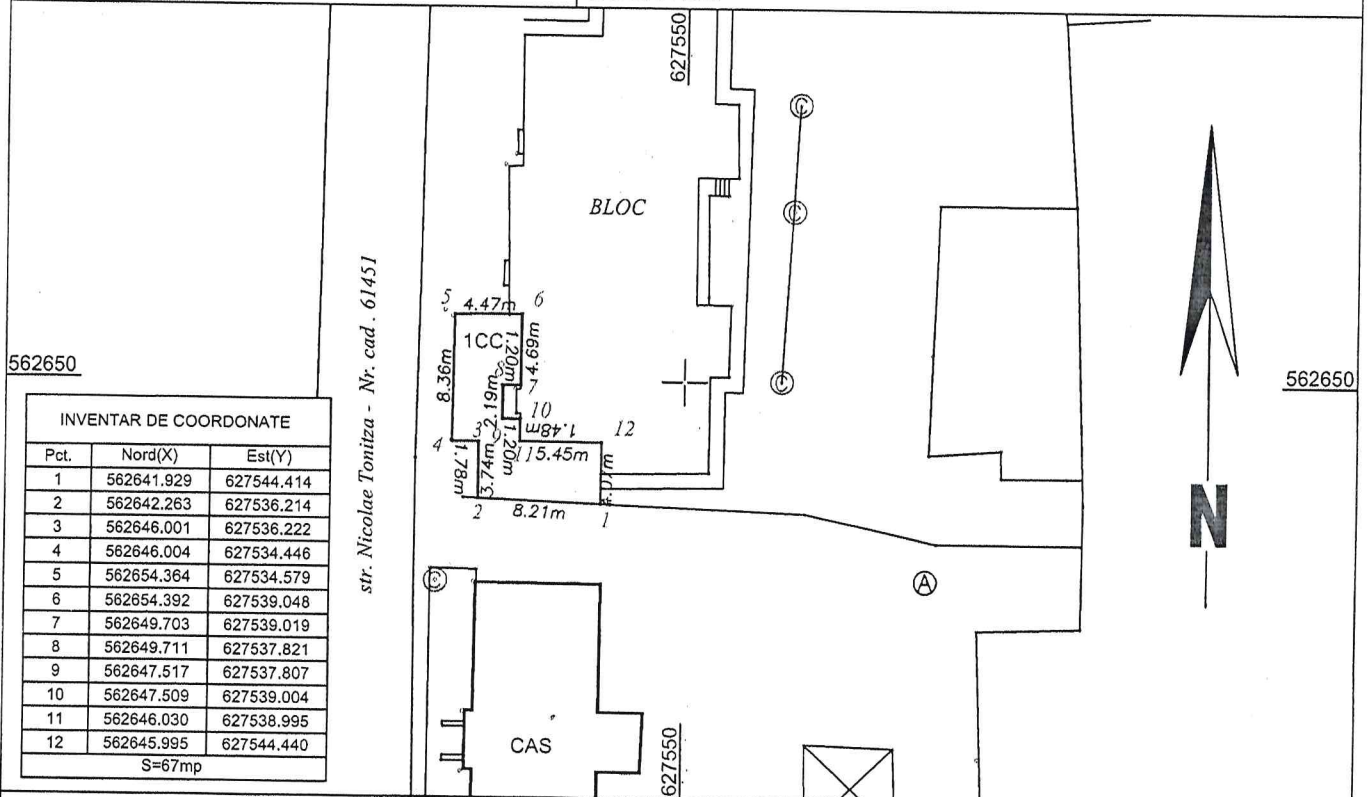 627550
BLOC
str. Nicolae Tonitza - Nr. cad. 61451
562650
562650
5
4.47m
6
1CC
1.20m
4.69m
8.36m
8
7
2.19m
10
1.48m
12
4
3
9
1.20m
11
5.45m
1.78m
3.74m
2
8.21m
1
INVENTAR DE COORDONATE
Pct. Nord(X) Est(Y)
1 562641.929 627544.414
2 562642.263 627536.214
3 562646.001 627536.222
4 562646.004 627534.446
5 562654.364 627534.579
6 562654.392 627539.048
7 562649.703 627539.019
8 562649.711 627537.821
9 562647.517 627537.807
10 562647.509 627539.004
11 562646.030 627538.995
12 562645.995 627544.440
S=67mp
C
C
C
N
A
CAS
627550